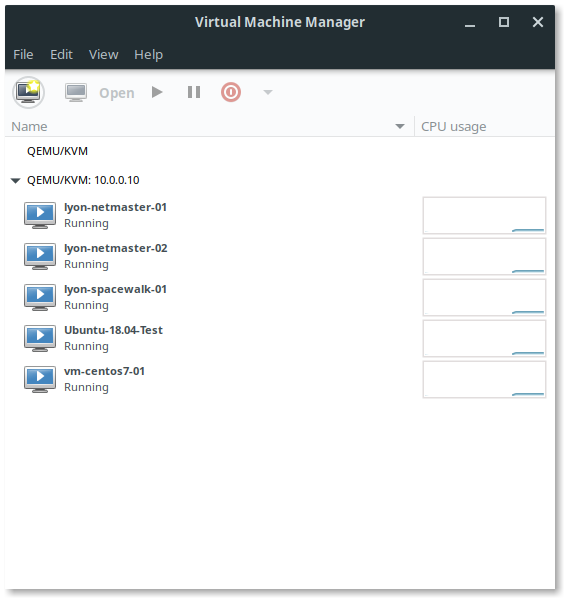 Virtual Machine Manager
File Edit View Help
Open
Name CPU usage
QEMU/KVM
QEMU/KVM: 10.0.0.10
lyon-netmaster-01
Running
lyon-netmaster-02
Running
lyon-spacewalk-01
Running
Ubuntu-18.04-Test
Running
vm-centos7-01
Running